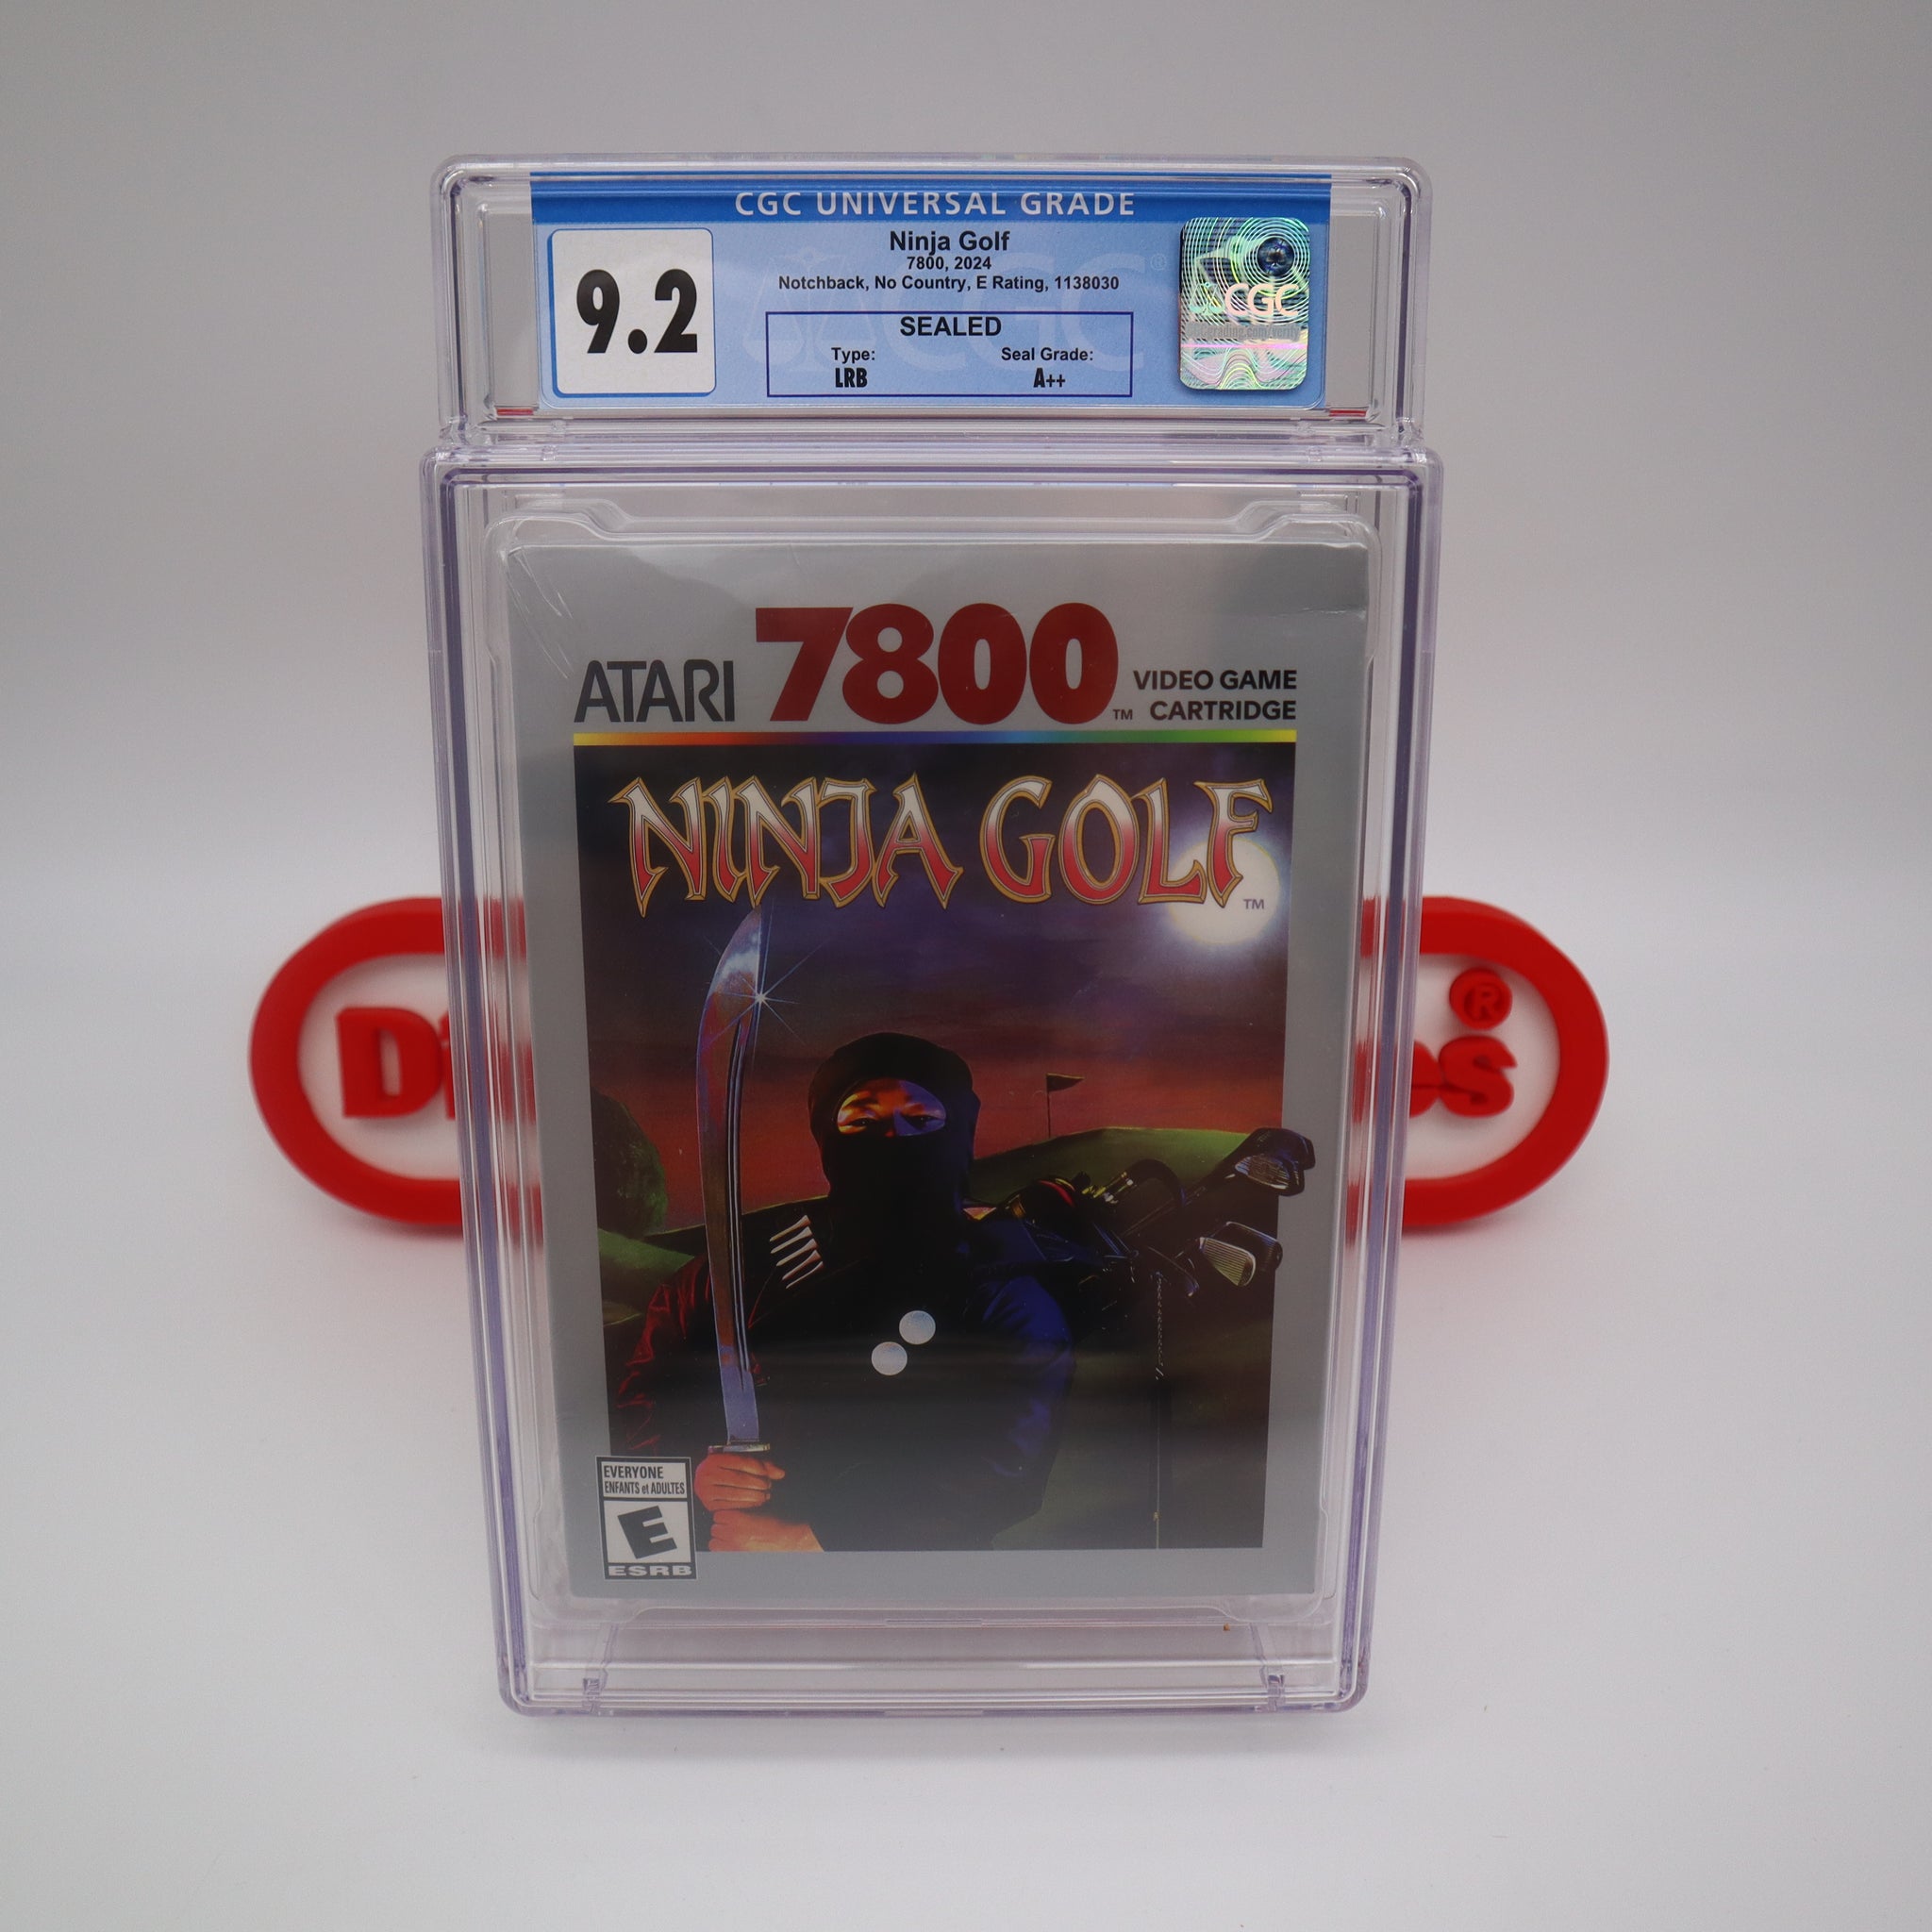 CGC UNIVERSAL GRADE
9.2
Ninja Golf
7800, 2024
Notchback, No Country, E Rating, 1138030
SEALED
Type: Seal Grade:
LRB A++
CGC
ATARI 7800 ™ VIDEO GAME
CARTRIDGE
NINJA GOLF ™
®
EVERYONE
ENFANTS et ADULTES
E
ESRB